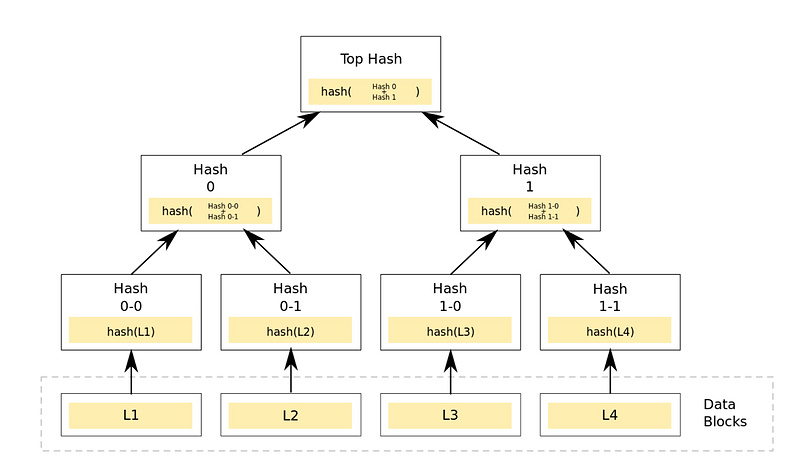 Top Hash
hash( Hash 0 + Hash 1 )
Hash
0
hash( Hash 0-0 + Hash 0-1 )
Hash
1
hash( Hash 1-0 + Hash 1-1 )
Hash
0-0
hash(L1)
Hash
0-1
hash(L2)
Hash
1-0
hash(L3)
Hash
1-1
hash(L4)
L1
L2
L3
L4
Data
Blocks